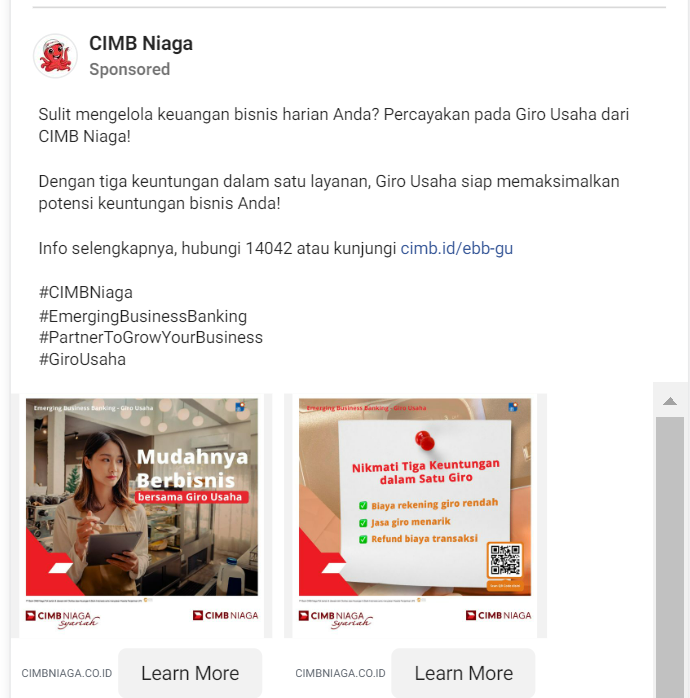 CIMB Niaga
Sponsored
Sulit mengelola keuangan bisnis harian Anda? Percayakan pada Giro Usaha dari
CIMB Niaga!
Dengan tiga keuntungan dalam satu layanan, Giro Usaha siap memaksimalkan
potensi keuntungan bisnis Anda!
Info selengkapnya, hubungi 14042 atau kunjungi cimb.id/ebb-gu
#CIMBNiaga
#EmergingBusinessBanking
#PartnerToGrowYourBusiness
#GiroUsaha
Emerging Business Banking - Giro Usaha
Mudahnya
Berbisnis
bersama Giro Usaha
CIMB NIAGA
syariah
CIMB NIAGA
CIMBNIAGA.CO.ID
Learn More
Emerging Business Banking - Giro Usaha
Nikmati Tiga Keuntungan
dalam Satu Giro
Biaya rekening giro rendah
Jasa giro menarik
Refund biaya transaksi
CIMB NIAGA
syariah
CIMB NIAGA
CIMBNIAGA.CO.ID
Learn More